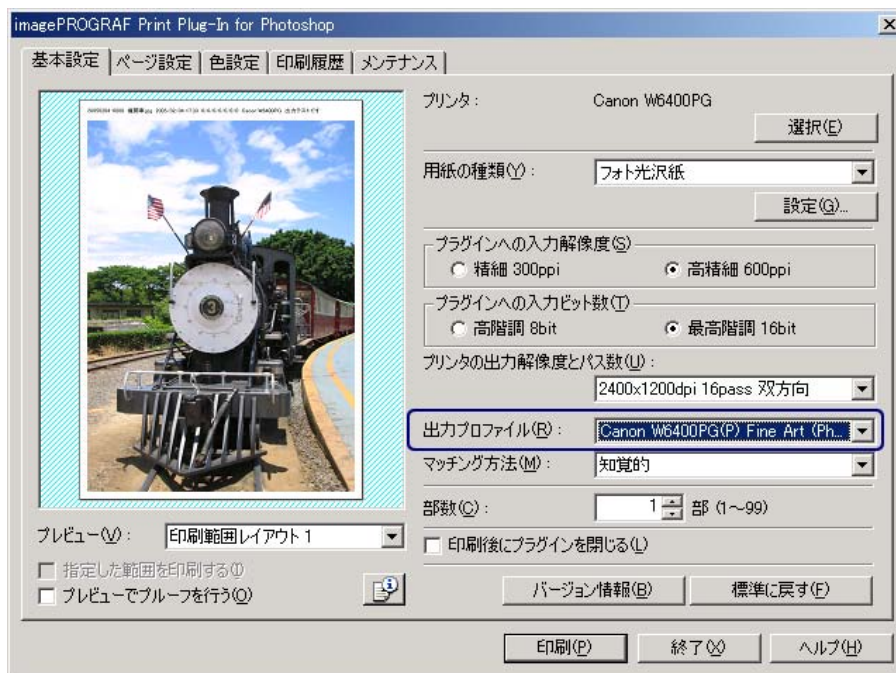 imagePROGRAF Print Plug-In for Photoshop
基本設定 ページ設定 色設定 印刷履歴 メンテナンス
プリンタ: Canon W6400PG
選択(E)
用紙の種類(Y): フォト光沢紙
設定(G)...
プラグインへの入力解像度(S)
精細 300ppi 高精細 600ppi
プラグインへの入力ビット数(T)
高階調 8bit 最高階調 16bit
プリンタの出力解像度とパス数(U):
2400x1200dpi 16pass 双方向
出力プロファイル(R): Canon W6400PG(P) Fine Art (Ph...
マッチング方法(M): 知覚的
部数(C): 1 部 (1~99)
印刷後にプラグインを閉じる(L)
バージョン情報(B) 標準に戻す(F)
3
プレビュー(V): 印刷範囲レイアウト 1
指定した範囲を印刷する(I)
プレビューでプルーフを行う(O)
印刷(P) 終了(X) ヘルプ(H)